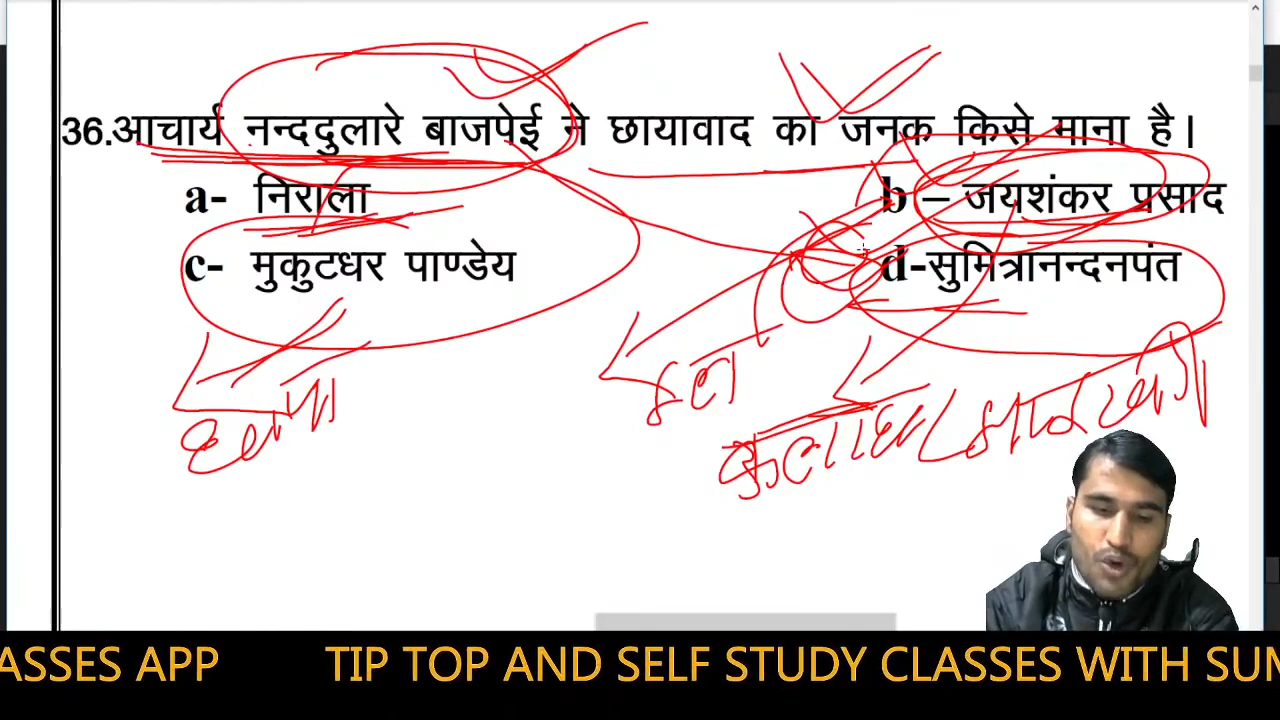 36.आचार्य नन्ददुलारे बाजपेई ने छायावाद का जनक किसे माना है।
a- निराला
b – जयशंकर प्रसाद
c- मुकुटधर पाण्डेय
d-सुमित्रानन्दनपंत
ASSES APP TIP TOP AND SELF STUDY CLASSES WITH SUM